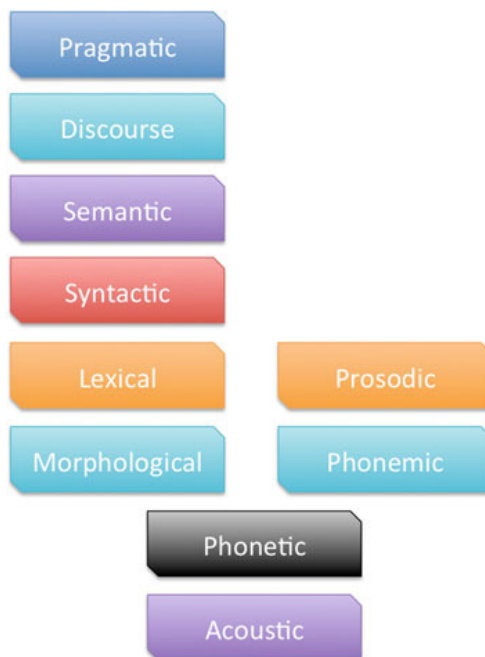 Pragmatic
Discourse
Semantic
Syntactic
Lexical
Prosodic
Morphological
Phonemic
Phonetic
Acoustic